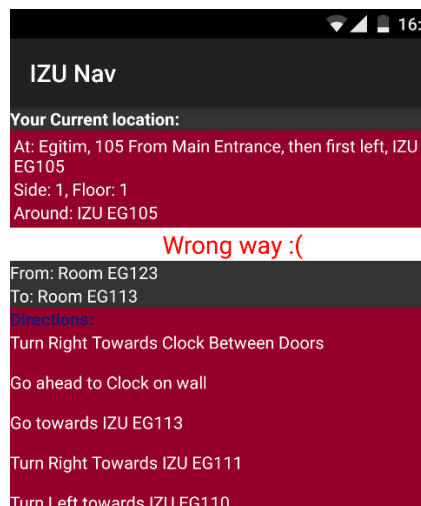 16:
IZU Nav
Your Current location:
At: Egitim, 105 From Main Entrance, then first left, IZU
EG105
Side: 1, Floor: 1
Around: IZU EG105
Wrong way :(
From: Room EG123
To: Room EG113
Directions:
Turn Right Towards Clock Between Doors
Go ahead to Clock on wall
Go towards IZU EG113
Turn Right Towards IZU EG111
Turn Left towards IZU EG110